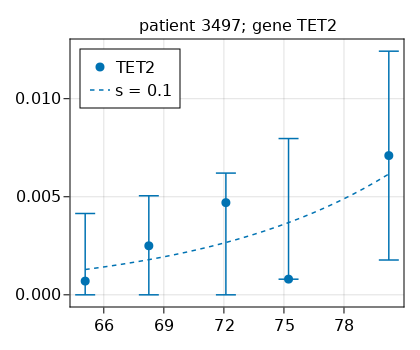 patient 3497; gene TET2
TET2
s = 0.1
0.010
0.005
0.000
66 69 72 75 78